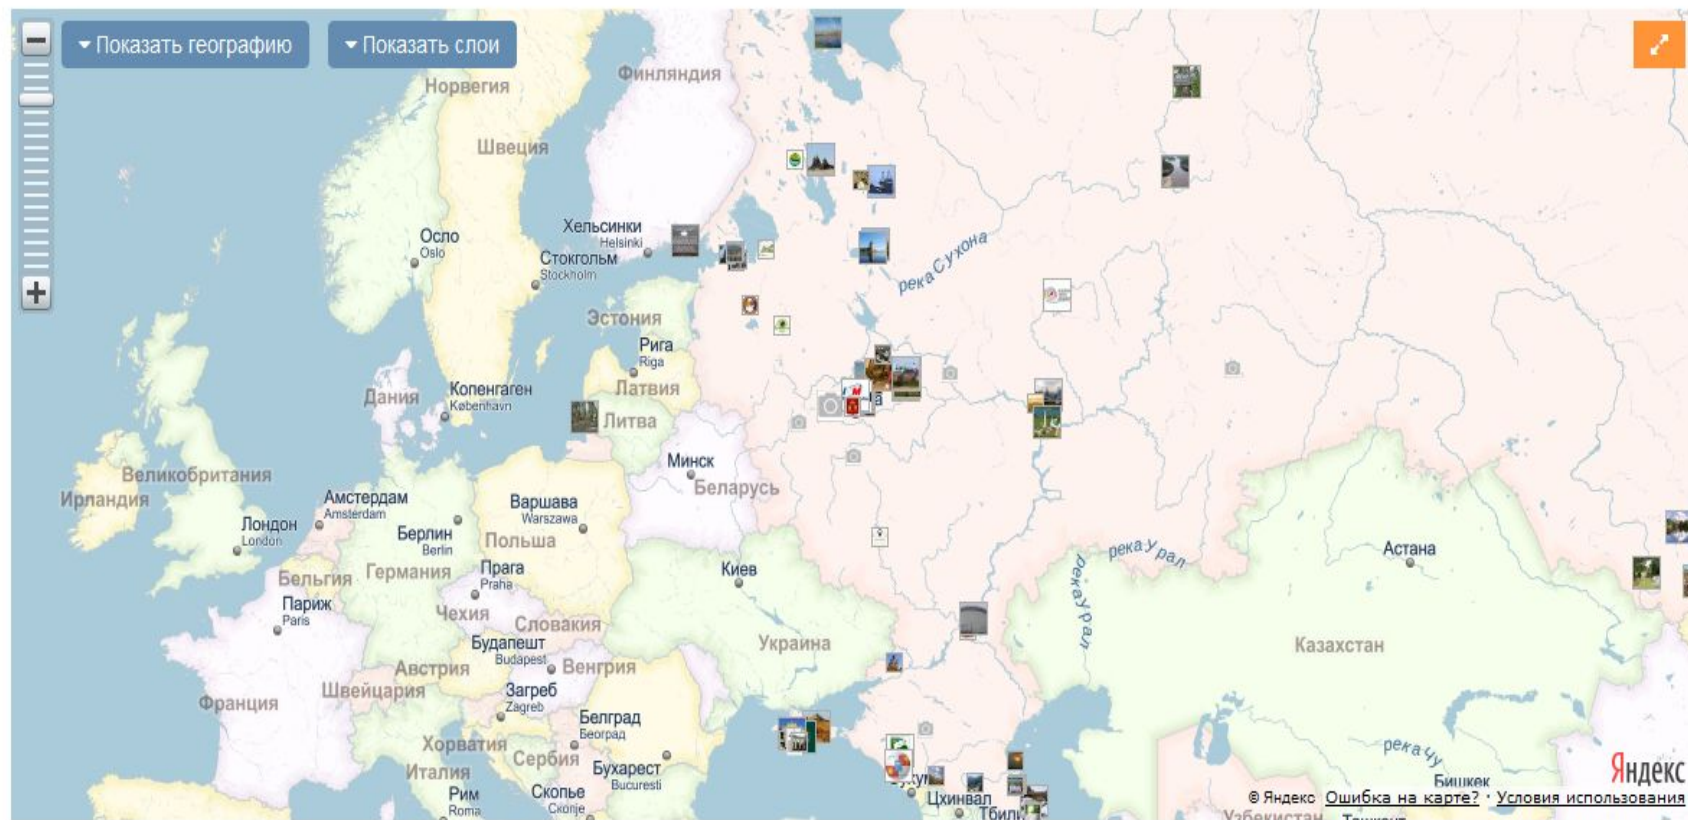 Показать географию
Показать слои
Норвегия
Финляндия
Швеция
Осло
Oslo
Хельсинки
Helsinki
Стокгольм
Stockholm
река Сухона
Эстония
Рига
Riga
Латвия
Дания
Копенгаген
København
Литва
Минск
Беларусь
Великобритания
Ирландия
Амстердам
Amsterdam
Лондон
London
Берлин
Berlin
Варшава
Warszawa
Польша
река Урал
Астана
Бельгия
Германия
Прага
Praha
Киев
река Урал
Париж
Paris
Чехия
Словакия
Украина
Казахстан
Будапешт
Budapest
Венгрия
Австрия
Швейцария
Франция
Загреб
Zagreb
Белград
Београд
Хорватия
Сербия
Италия
Бухарест
Bucuresti
река Чу
Яндекс
Бишкек
Рим
Roma
Скопье
Скопје
Цхинвал
© Яндекс Ошибка на карте? · Условия использования